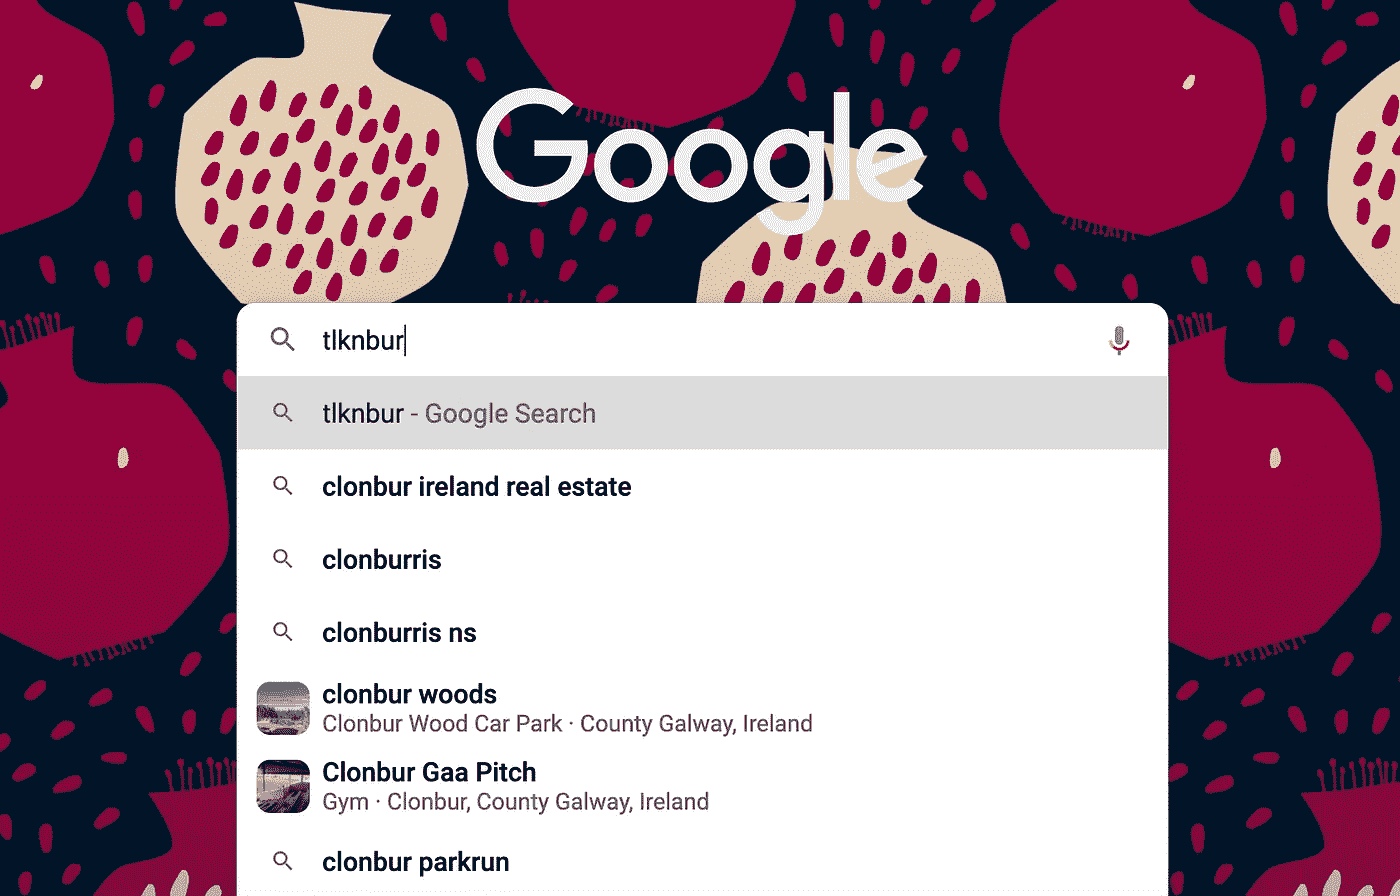 Google
tlknbur
tlknbur - Google Search
clonbur ireland real estate
clonburris
clonburris ns
clonbur woods
Clonbur Wood Car Park · County Galway, Ireland
Clonbur Gaa Pitch
Gym · Clonbur, County Galway, Ireland
clonbur parkrun